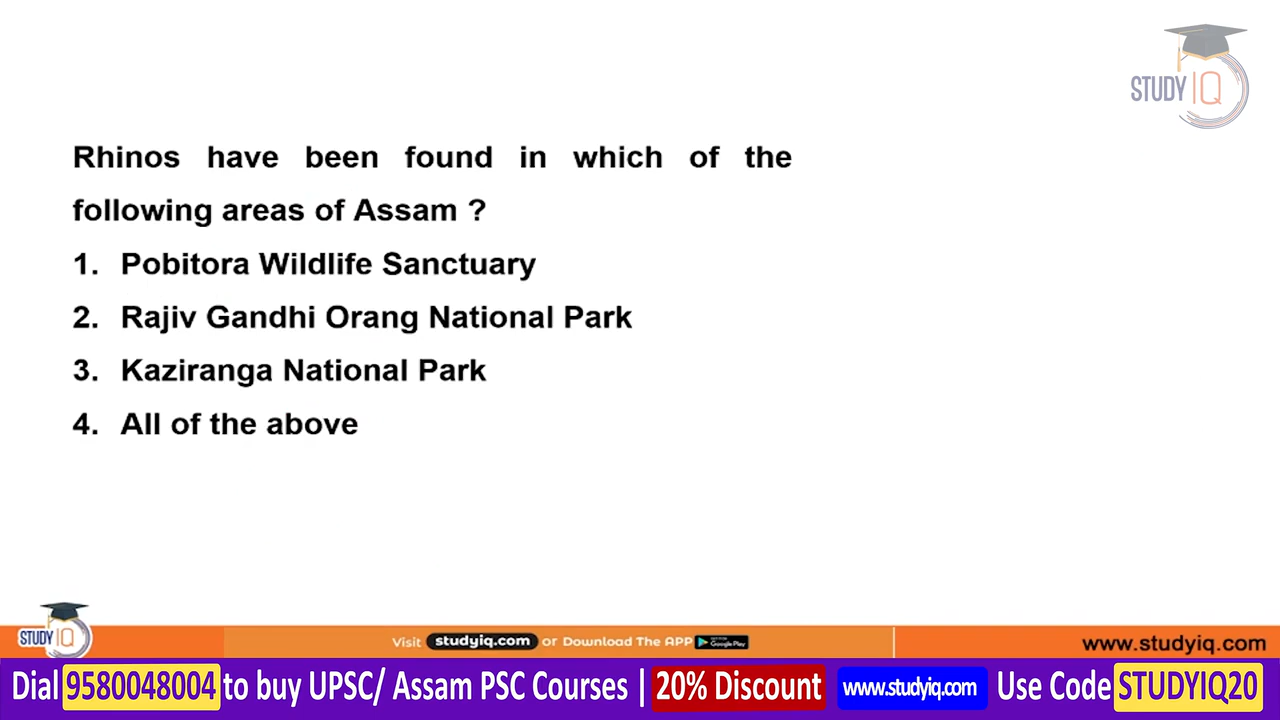 STUDY IQ
Rhinos have been found in which of the
following areas of Assam ?
1. Pobitora Wildlife Sanctuary
2. Rajiv Gandhi Orang National Park
3. Kaziranga National Park
4. All of the above
STUDY IQ
Visit studyiq.com or Download The APP Google Play
www.studyiq.com
Dial 9580048004 to buy UPSC/ Assam PSC Courses | 20% Discount www.studyiq.com Use Code STUDYIQ20